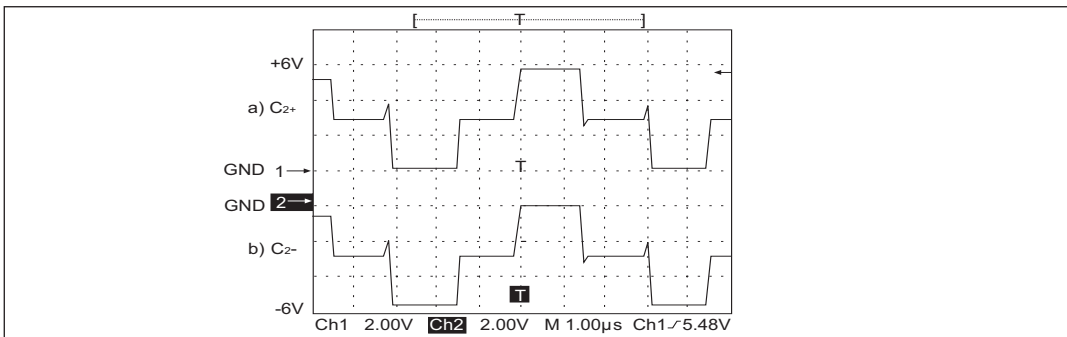 [ T ]
+6V
a) C2+
GND 1
T
GND 2
b) C2-
T
-6V
Ch1 2.00V Ch2 2.00V M 1.00µs Ch1 5.48V